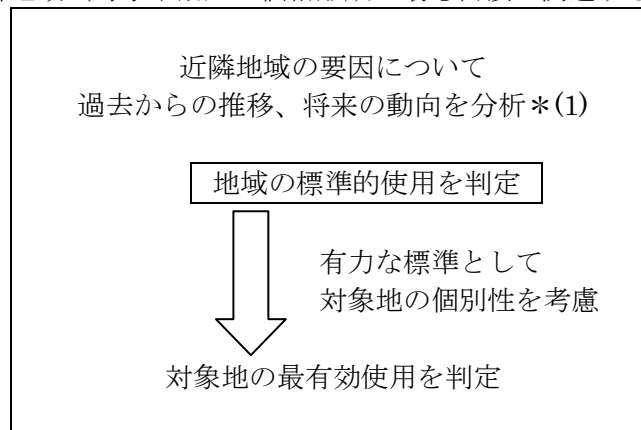 近隣地域の要因について
過去からの推移、将来の動向を分析＊(1)
地域の標準的使用を判定
有力な標準として
対象地の個別性を考慮
対象地の最有効使用を判定